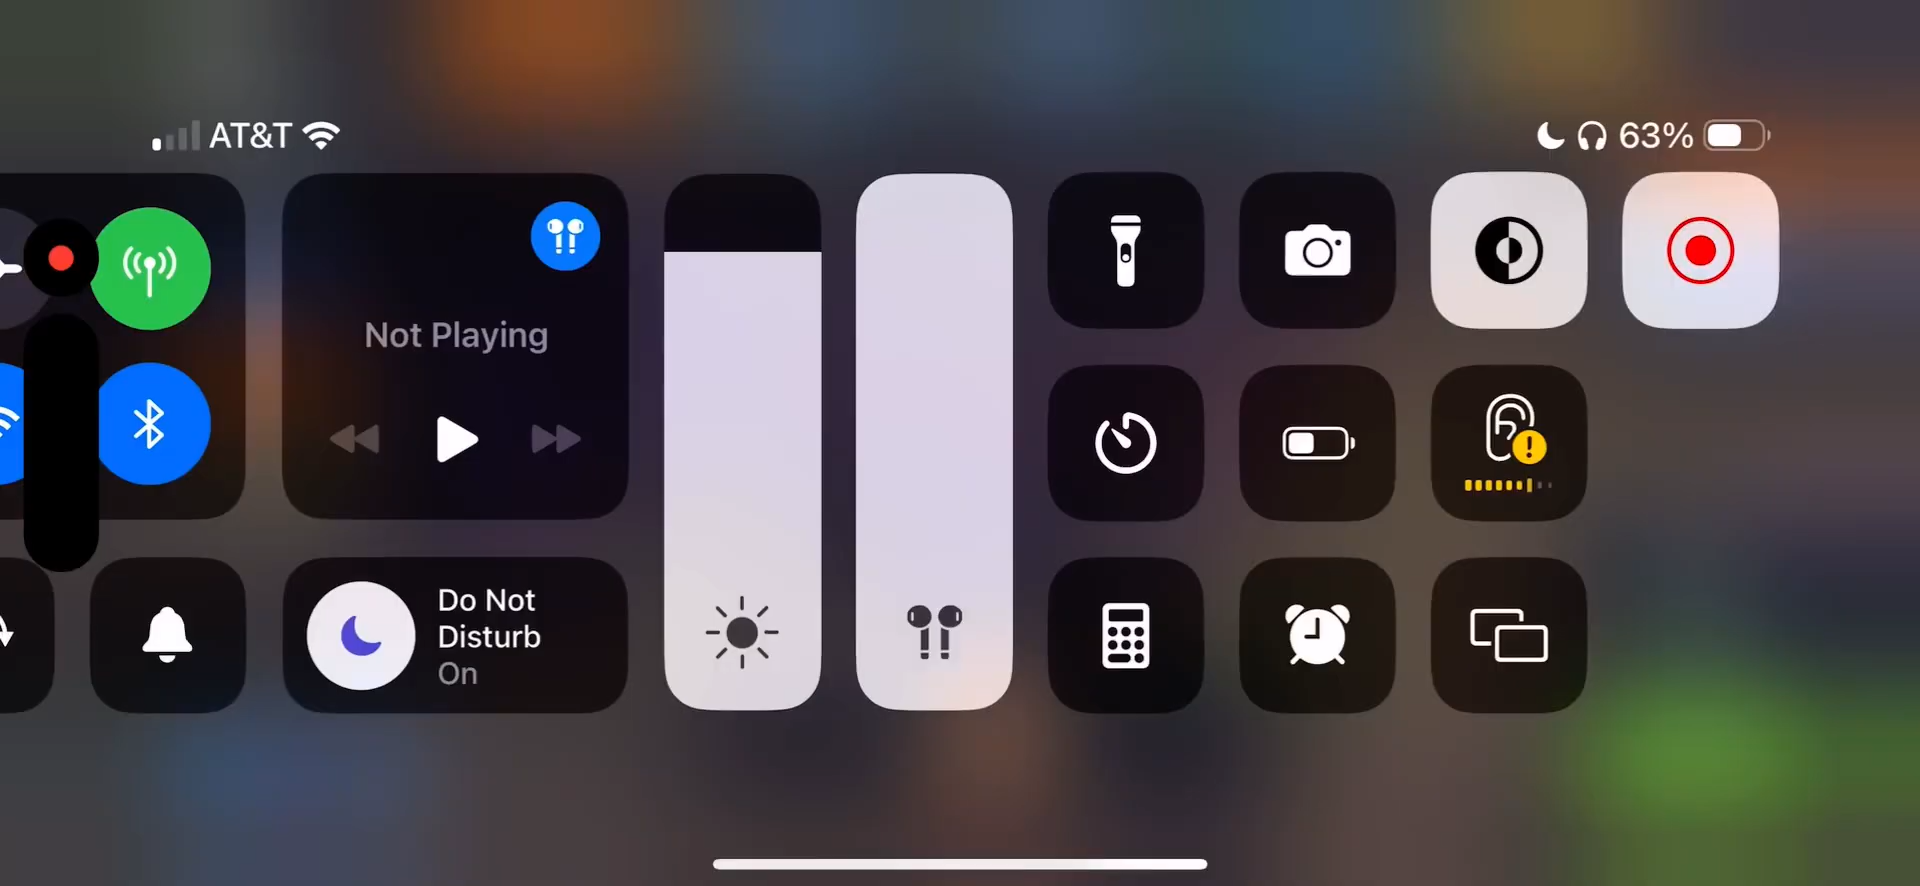 AT&T
63%
Not Playing
Do Not
Disturb
On